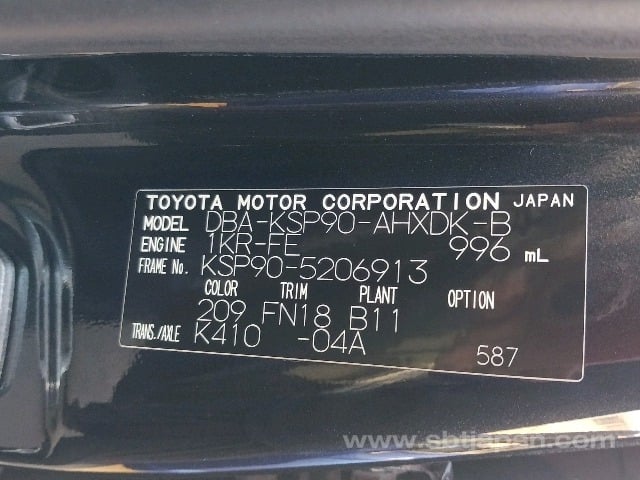 TOYOTA MOTOR CORPORATION JAPAN
MODEL DBA-KSP90-AHXDK-B
ENGINE 1KR-FE 996 mL
FRAME No. KSP90-5206913
COLOR TRIM PLANT OPTION
209 FN18 B11
TRANS./AXLE K410 -04A
587
www.sbtjapan.com